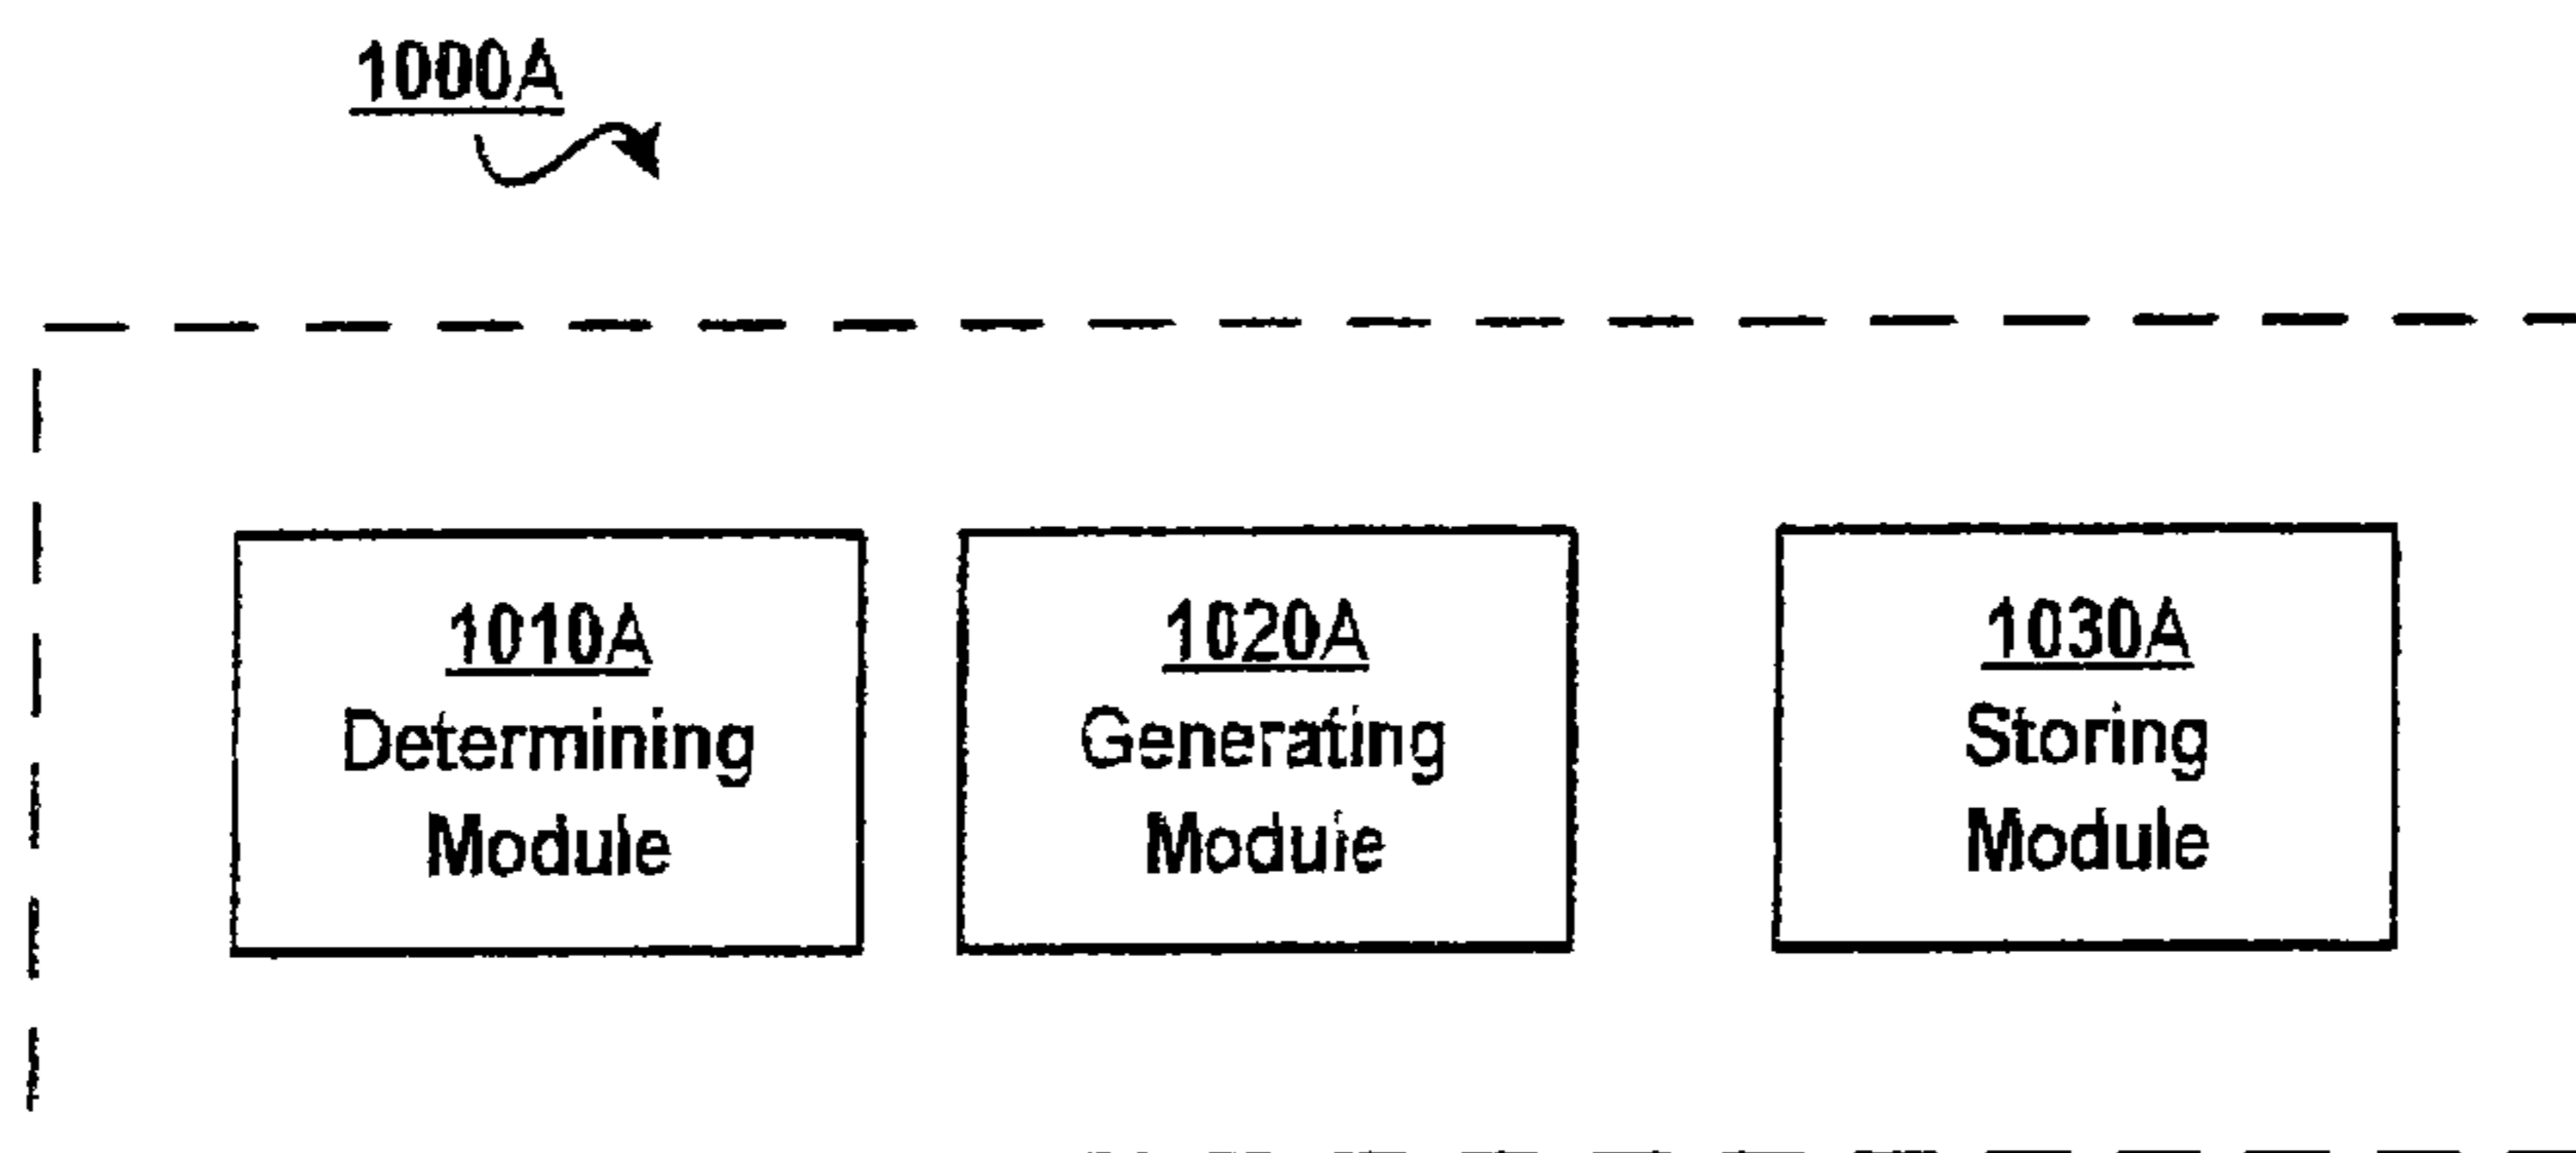 1000A
1010A
Determining
Module
1020A
Generating
Module
1030A
Storing
Module